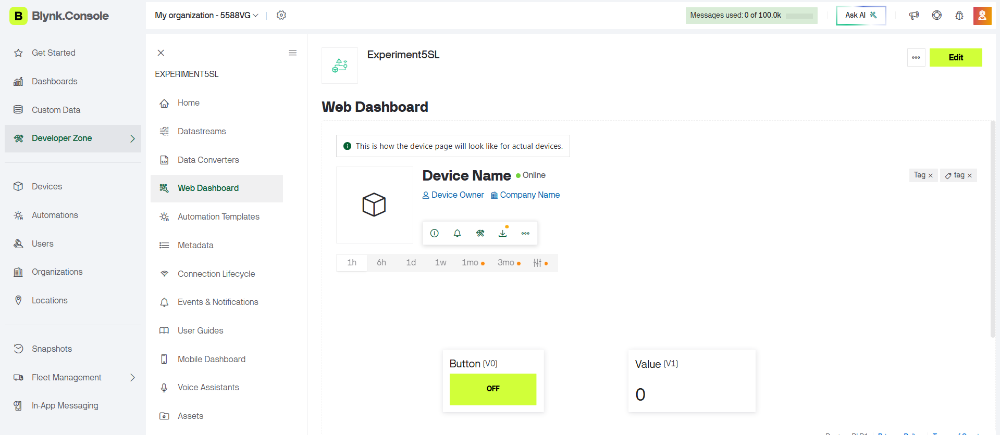 B Blynk.Console
My organization - 5588VG
Messages used: 0 of 100.0k
Ask AI
Get Started
Dashboards
Custom Data
Developer Zone
Devices
Automations
Users
Organizations
Locations
Snapshots
Fleet Management
In-App Messaging
EXPERIMENT5SL
Home
Datastreams
Data Converters
Web Dashboard
Automation Templates
Metadata
Connection Lifecycle
Events & Notifications
User Guides
Mobile Dashboard
Voice Assistants
Assets
Experiment5SL
Edit
Web Dashboard
This is how the device page will look like for actual devices.
Device Name Online
Tag × tag ×
Device Owner Company Name
1h 6h 1d 1w 1mo 3mo
Button (V0)
OFF
Value (V1)
0